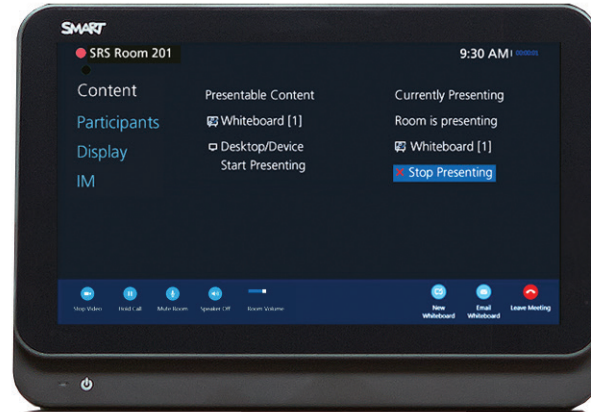 SMART
SRS Room 201
9:30 AM
Content
Participants
Display
IM
Presentable Content
Whiteboard [1]
Desktop/Device
Start Presenting
Currently Presenting
Room is presenting
Whiteboard [1]
Stop Presenting
Stop Video
Hold Call
Mute Room
Speaker Off
Room Volume
New
Whiteboard
Email
Whiteboard
Leave Meeting